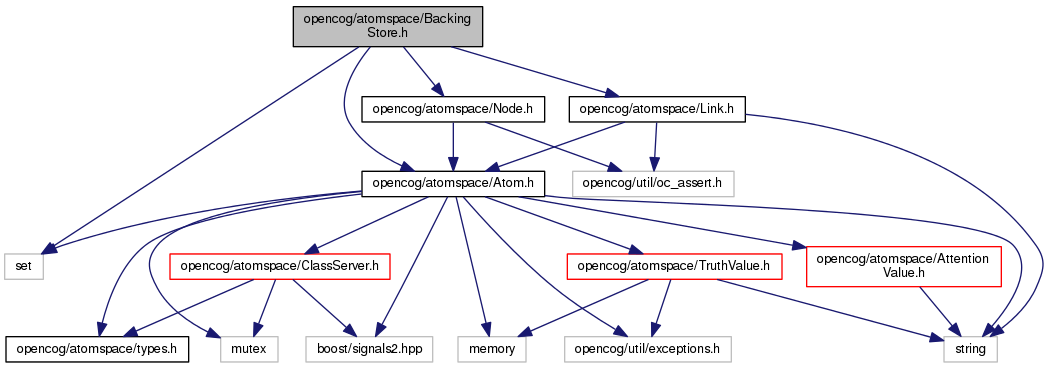 opencog/atomspace/Backing
Store.h
opencog/atomspace/Node.h
opencog/atomspace/Link.h
opencog/atomspace/Atom.h
opencog/util/oc_assert.h
set
opencog/atomspace/ClassServer.h
opencog/atomspace/TruthValue.h
opencog/atomspace/Attention
Value.h
opencog/atomspace/types.h
mutex
boost/signals2.hpp
memory
opencog/util/exceptions.h
string